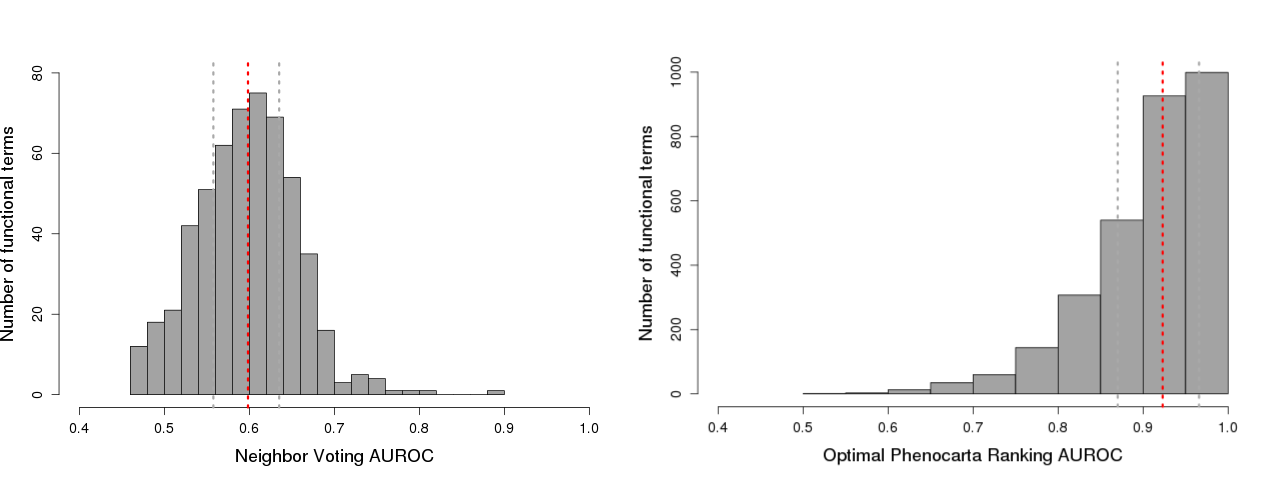 Number of functional terms
80
60
40
20
0
0.4 0.5 0.6 0.7 0.8 0.9 1.0
Neighbor Voting AUROC
Number of functional terms
1000
800
600
400
200
0
0.4 0.5 0.6 0.7 0.8 0.9 1.0
Optimal Phenocarta Ranking AUROC